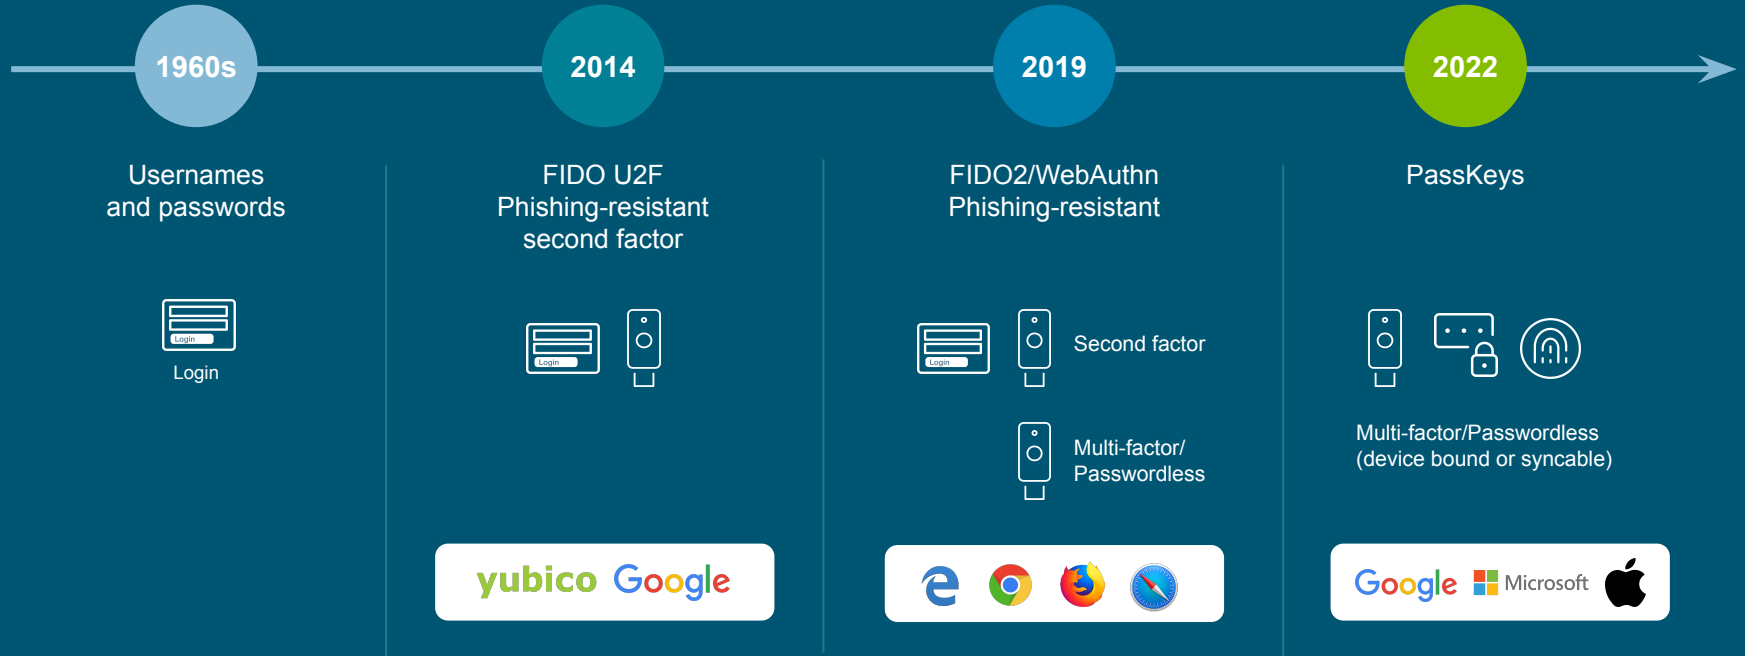 1960s
2014
2019
2022
Usernames
and passwords
Login
Login
FIDO U2F
Phishing-resistant
second factor
Login
yubico Google
FIDO2/WebAuthn
Phishing-resistant
Login
Second factor
Multi-factor/
Passwordless
PassKeys
Multi-factor/Passwordless
(device bound or syncable)
Google Microsoft